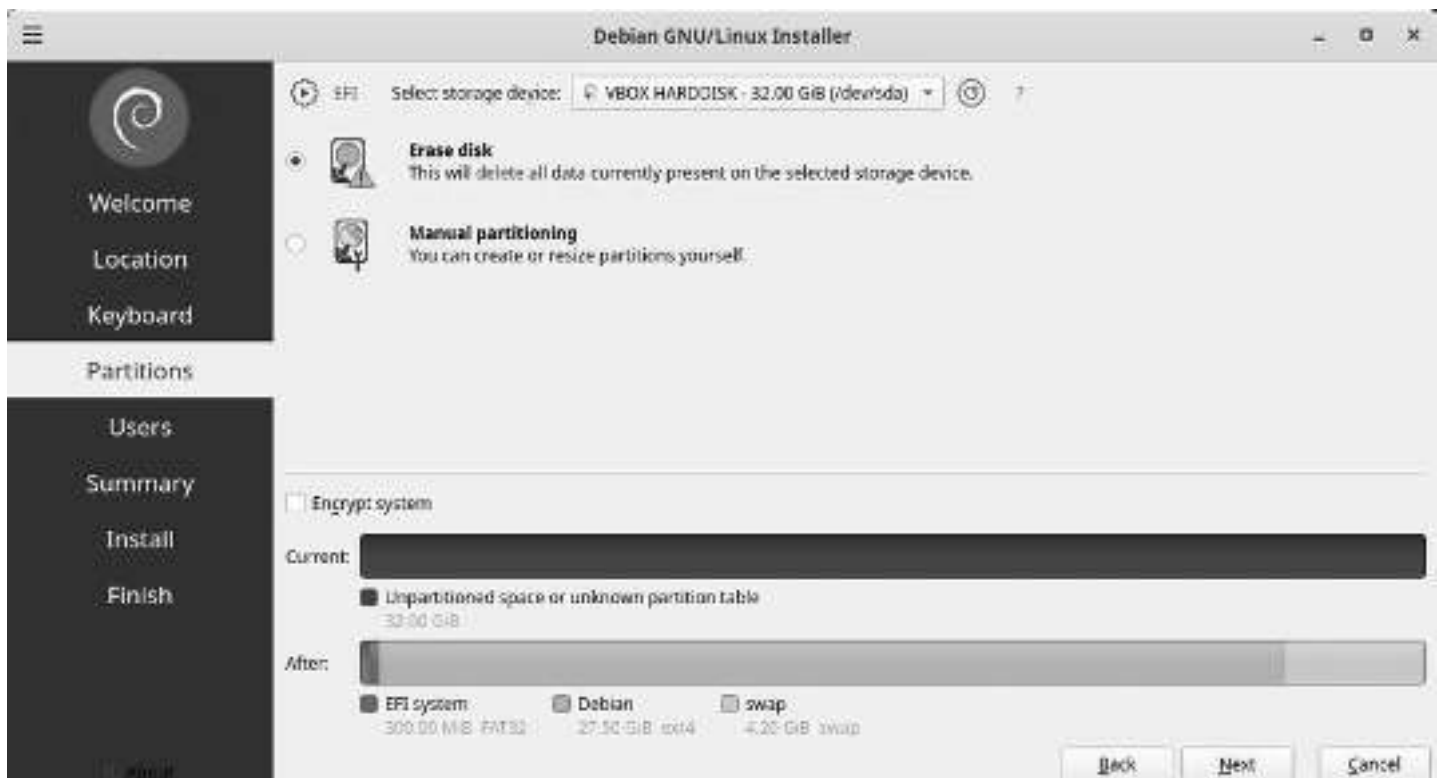 Debian GNU/Linux Installer
EFI Select storage device: VBOX HARDDISK - 32.00 GiB (/dev/sda) ?
Erase disk
This will delete all data currently present on the selected storage device.
Manual partitioning
You can create or resize partitions yourself.
Welcome
Location
Keyboard
Partitions
Users
Summary
Install
Finish
Encrypt system
Current:
Unpartitioned space or unknown partition table
32.00 GiB
After:
EFI system Debian swap
300.00 MiB FAT32 27.50 GiB ext4 4.20 GiB swap
About
Back Next Cancel